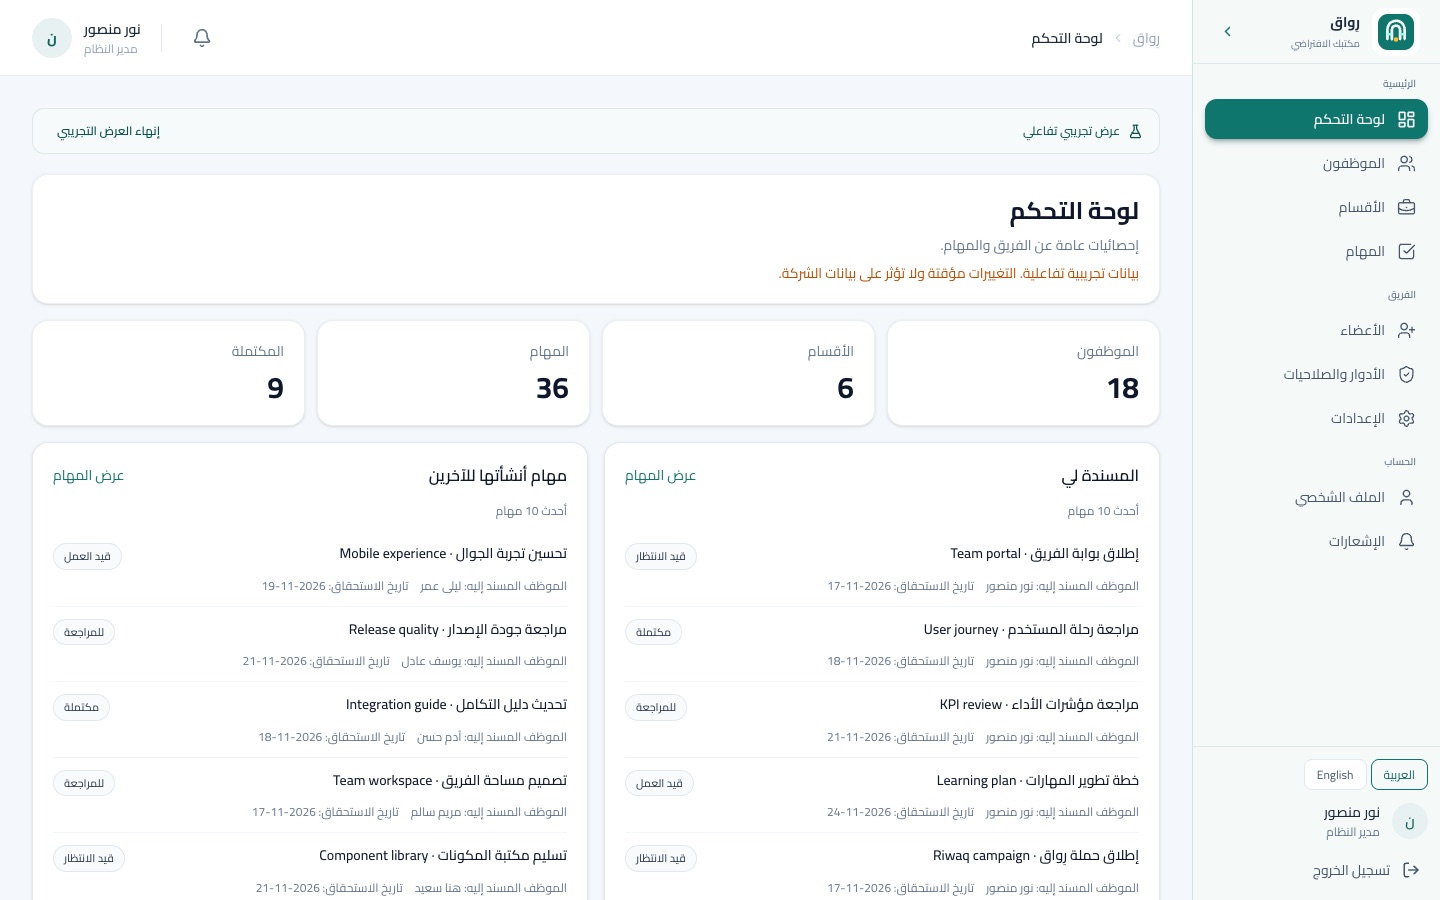 رِواق
مكتبك الافتراضي
الرئيسية
لوحة التحكم
الموظفون
الأقسام
المهام
الفريق
الأعضاء
الأدوار والصلاحيات
الإعدادات
الحساب
الملف الشخصي
الإشعارات
العربية
English
نور منصور
مدير النظام
ن
تسجيل الخروج
رِواق
لوحة التحكم
نور منصور
مدير النظام
ن
عرض تجريبي تفاعلي
إنهاء العرض التجريبي
لوحة التحكم
إحصائيات عامة عن الفريق والمهام.
بيانات تجريبية تفاعلية. التغييرات مؤقتة ولا تؤثر على بيانات الشركة.
الموظفون
18
الأقسام
6
المهام
36
المكتملة
9
المسندة لي
عرض المهام
أحدث 10 مهام
إطلاق بوابة الفريق · Team portal
قيد الانتظار
الموظف المسند إليه: نور منصور تاريخ الاستحقاق: 2026-11-17
مراجعة رحلة المستخدم · User journey
مكتملة
الموظف المسند إليه: نور منصور تاريخ الاستحقاق: 2026-11-18
مراجعة مؤشرات الأداء · KPI review
للمراجعة
الموظف المسند إليه: نور منصور تاريخ الاستحقاق: 2026-11-21
خطة تطوير المهارات · Learning plan
قيد العمل
الموظف المسند إليه: نور منصور تاريخ الاستحقاق: 2026-11-24
إطلاق حملة رِواق · Riwaq campaign
قيد الانتظار
الموظف المسند إليه: نور منصور تاريخ الاستحقاق: 2026-11-17
مهام أنشأتها للآخرين
عرض المهام
أحدث 10 مهام
تحسين تجربة الجوال · Mobile experience
قيد العمل
الموظف المسند إليه: ليلى عمر تاريخ الاستحقاق: 2026-11-19
مراجعة جودة الإصدار · Release quality
للمراجعة
الموظف المسند إليه: يوسف عادل تاريخ الاستحقاق: 2026-11-21
تحديث دليل التكامل · Integration guide
مكتملة
الموظف المسند إليه: آدم حسن تاريخ الاستحقاق: 2026-11-18
تصميم مساحة الفريق · Team workspace
للمراجعة
الموظف المسند إليه: مريم سالم تاريخ الاستحقاق: 2026-11-17
تسليم مكتبة المكونات · Component library
قيد الانتظار
الموظف المسند إليه: هنا سعيد تاريخ الاستحقاق: 2026-11-21